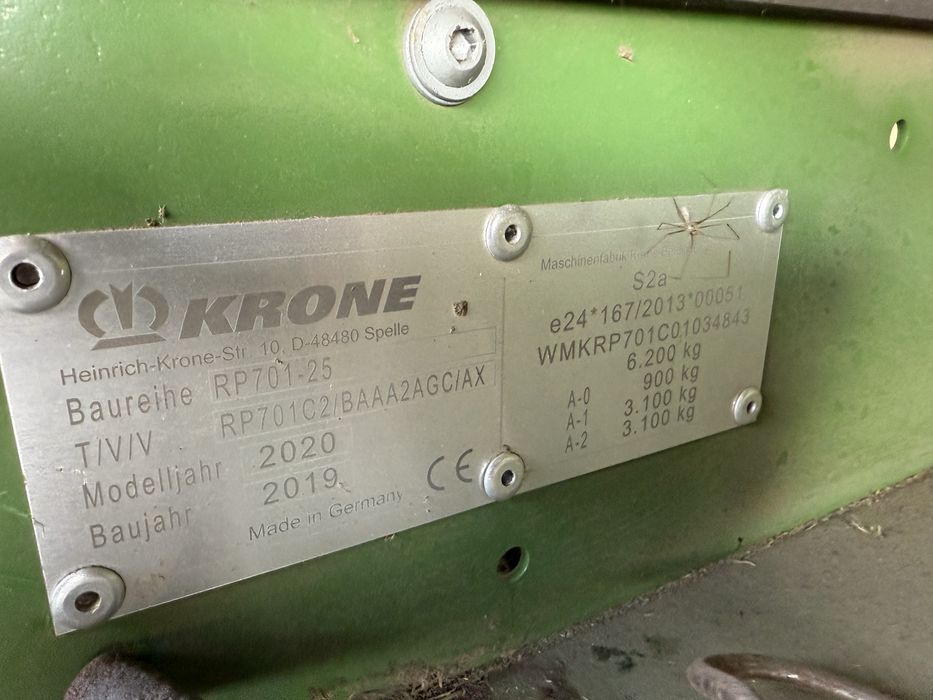 KRONE
Heinrich-Krone-Str. 10, D-48480 Spelle
Baureihe RP701-25
T/V/V RP701C2/BAAA2AGC/AX
Modelljahr 2020
Baujahr 2019
Made in Germany
CE
Maschinenfabrik
S2a
e24*167/2013*00051
WMKRP701C01034843
6.200 kg
A-0 900 kg
A-1 3.100 kg
A-2 3.100 kg